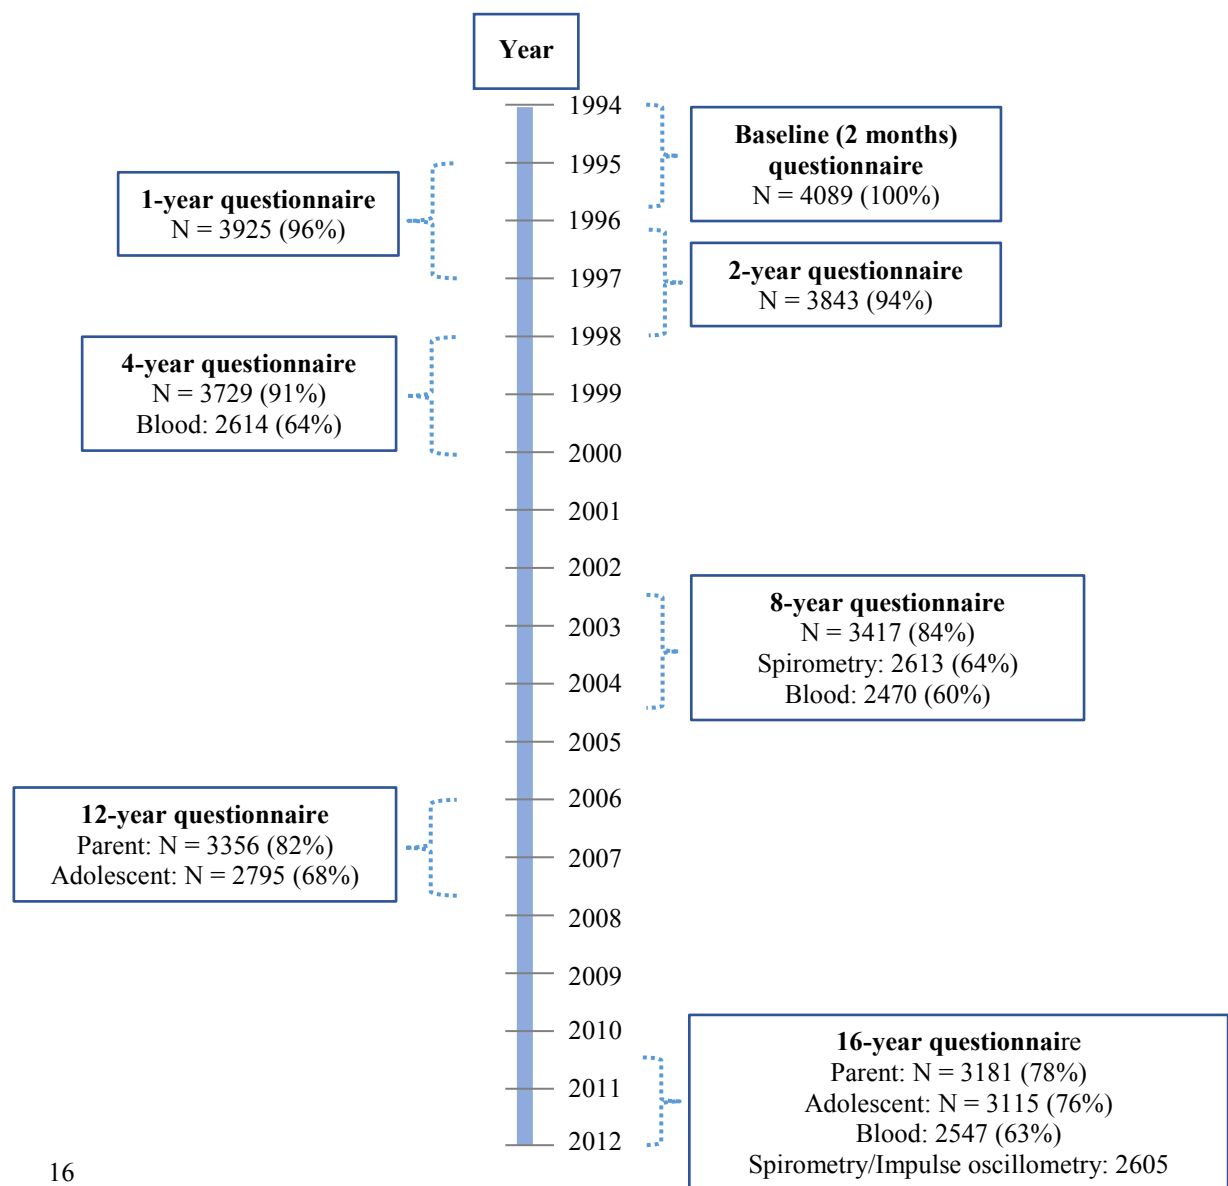 Year
1994
Baseline (2 months)
questionnaire
N = 4089 (100%)
1995
1-year questionnaire
N = 3925 (96%)
1996
2-year questionnaire
N = 3843 (94%)
1997
1998
4-year questionnaire
N = 3729 (91%)
Blood: 2614 (64%)
1999
2000
2001
2002
8-year questionnaire
N = 3417 (84%)
Spirometry: 2613 (64%)
Blood: 2470 (60%)
2003
2004
2005
2006
12-year questionnaire
Parent: N = 3356 (82%)
Adolescent: N = 2795 (68%)
2007
2008
2009
2010
16-year questionnaire
Parent: N = 3181 (78%)
Adolescent: N = 3115 (76%)
Blood: 2547 (63%)
Spirometry/Impulse oscillometry: 2605
2011
2012
16